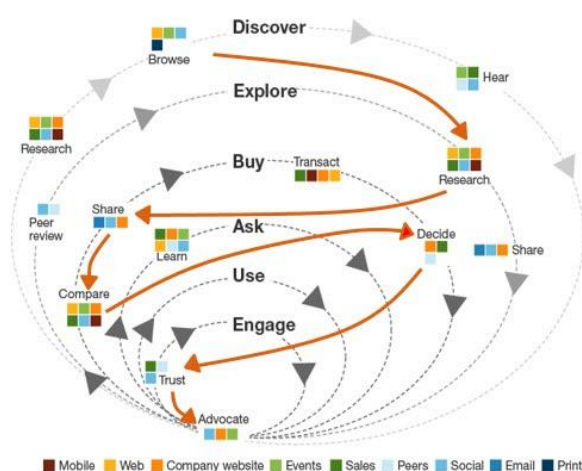 Discover
Browse
Hear
Explore
Research
Research
Buy
Transact
Peer
review
Share
Ask
Learn
Decide
Share
Use
Compare
Engage
Trust
Advocate
Mobile Web Company website Events Sales Peers Social Email Print